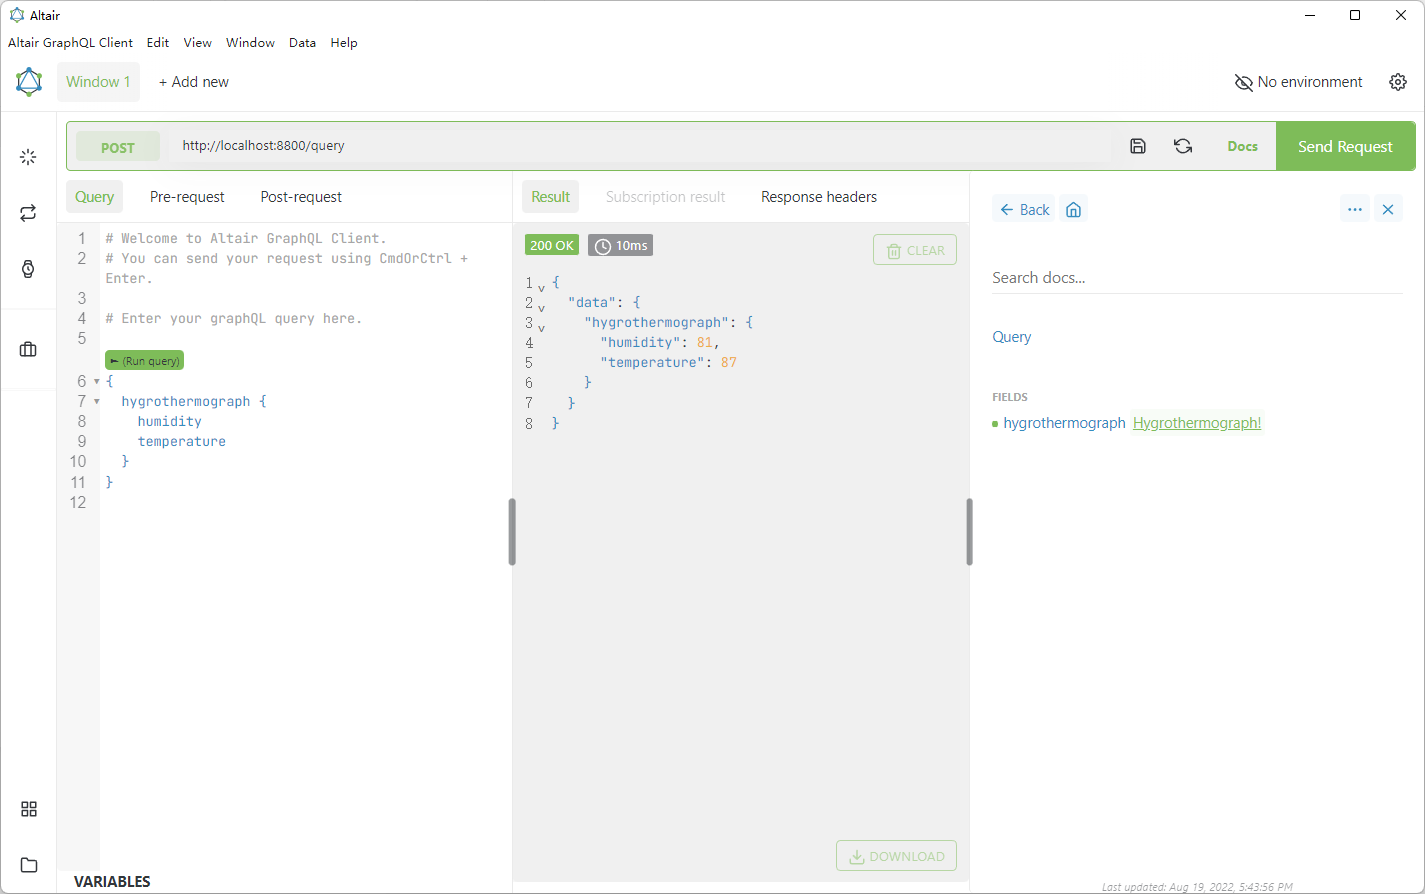 Altair
Altair GraphQL Client Edit View Window Data Help
Window 1 + Add new No environment
POST http://localhost:8800/query Docs Send Request
Query Pre-request Post-request
1 # Welcome to Altair GraphQL Client.
2 # You can send your request using CmdOrCtrl +
Enter.
3
4 # Enter your graphQL query here.
5
(Run query)
6 {
7 hygrothermograph {
8 humidity
9 temperature
10 }
11 }
12
VARIABLES
Result Subscription result Response headers
200 OK 10ms CLEAR
1 {
2 "data": {
3 "hygrothermograph": {
4 "humidity": 81,
5 "temperature": 87
6 }
7 }
8 }
DOWNLOAD
Back
Search docs...
Query
FIELDS
hygrothermograph Hygrothermograph!
Last updated: Aug 19, 2022, 5:43:56 PM